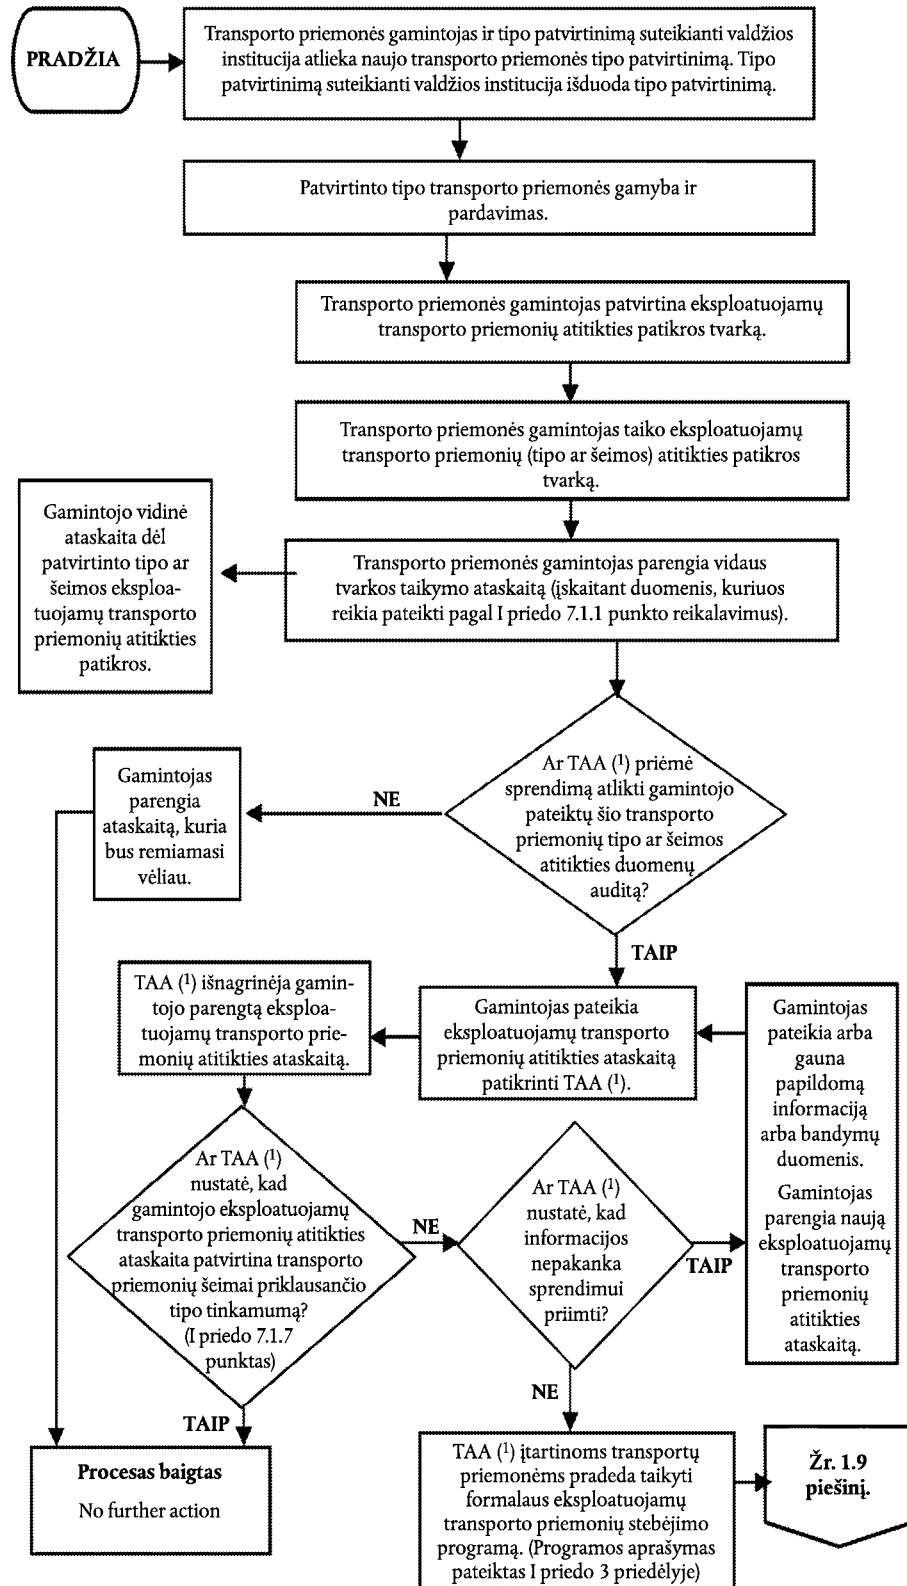 PRADŽIA
Transporto priemonės gamintojas ir tipo patvirtinimą suteikianti valdžios
institucija atlieka naujo transporto priemonės tipo patvirtinimą. Tipo
patvirtinimą suteikianti valdžios institucija išduoda tipo patvirtinimą.
Patvirtinto tipo transporto priemonės gamyba ir
pardavimas.
Transporto priemonės gamintojas patvirtina eksploatuojamų
transporto priemonių atitikties patikros tvarką.
Transporto priemonės gamintojas taiko eksploatuojamų
transporto priemonių (tipo ar šeimos) atitikties patikros
tvarką.
Gamintojo vidinė
ataskaita dėl
patvirtinto tipo ar
šeimos eksploa-
tuojamų transporto
priemonių atitikties
patikros.
Transporto priemonės gamintojas parengia vidaus
tvarkos taikymo ataskaitą (įskaitant duomenis, kuriuos
reikia pateikti pagal I priedo 7.1.1 punkto reikalavimus).
Ar TAA (¹) priėmė
sprendimą atlikti gamintojo
pateiktų šio transporto
priemonių tipo ar šeimos
atitikties duomenų
auditą?
NE
Gamintojas
parengia
ataskaitą, kuria
bus remiamasi
vėliau.
TAIP
TAA (¹) išnagrinėja gamin-
tojo parengtą eksploa-
tuojamų transporto prie-
monių atitikties ataskaitą.
Gamintojas pateikia
eksploatuojamų transporto
priemonių atitikties ataskaitą
patikrinti TAA (¹).
Gamintojas
pateikia arba
gauna
papildomą
informaciją
arba bandymų
duomenis.
Gamintojas
parengia naują
eksploatuojamų
transporto
priemonių
atitikties
ataskaitą.
Ar TAA (¹)
nustatė, kad
gamintojo eksploatuojamų
transporto priemonių atitikties
ataskaita patvirtina transporto
priemonių šeimai priklausančio
tipo tinkamumą?
(I priedo 7.1.7
punktas)
NE
Ar TAA (¹)
nustatė, kad
informacijos
nepakanka
sprendimui
priimti?
TAIP
NE
TAIP
Procesas baigtas
No further action
TAA (¹) įtartinoms transportų
priemonėms pradeda taikyti
formalaus eksploatuojamų
transporto priemonių stebėjimo
programą. (Programos aprašymas
pateiktas I priedo 3 priedėlyje)
Žr. 1.9
piešinį.